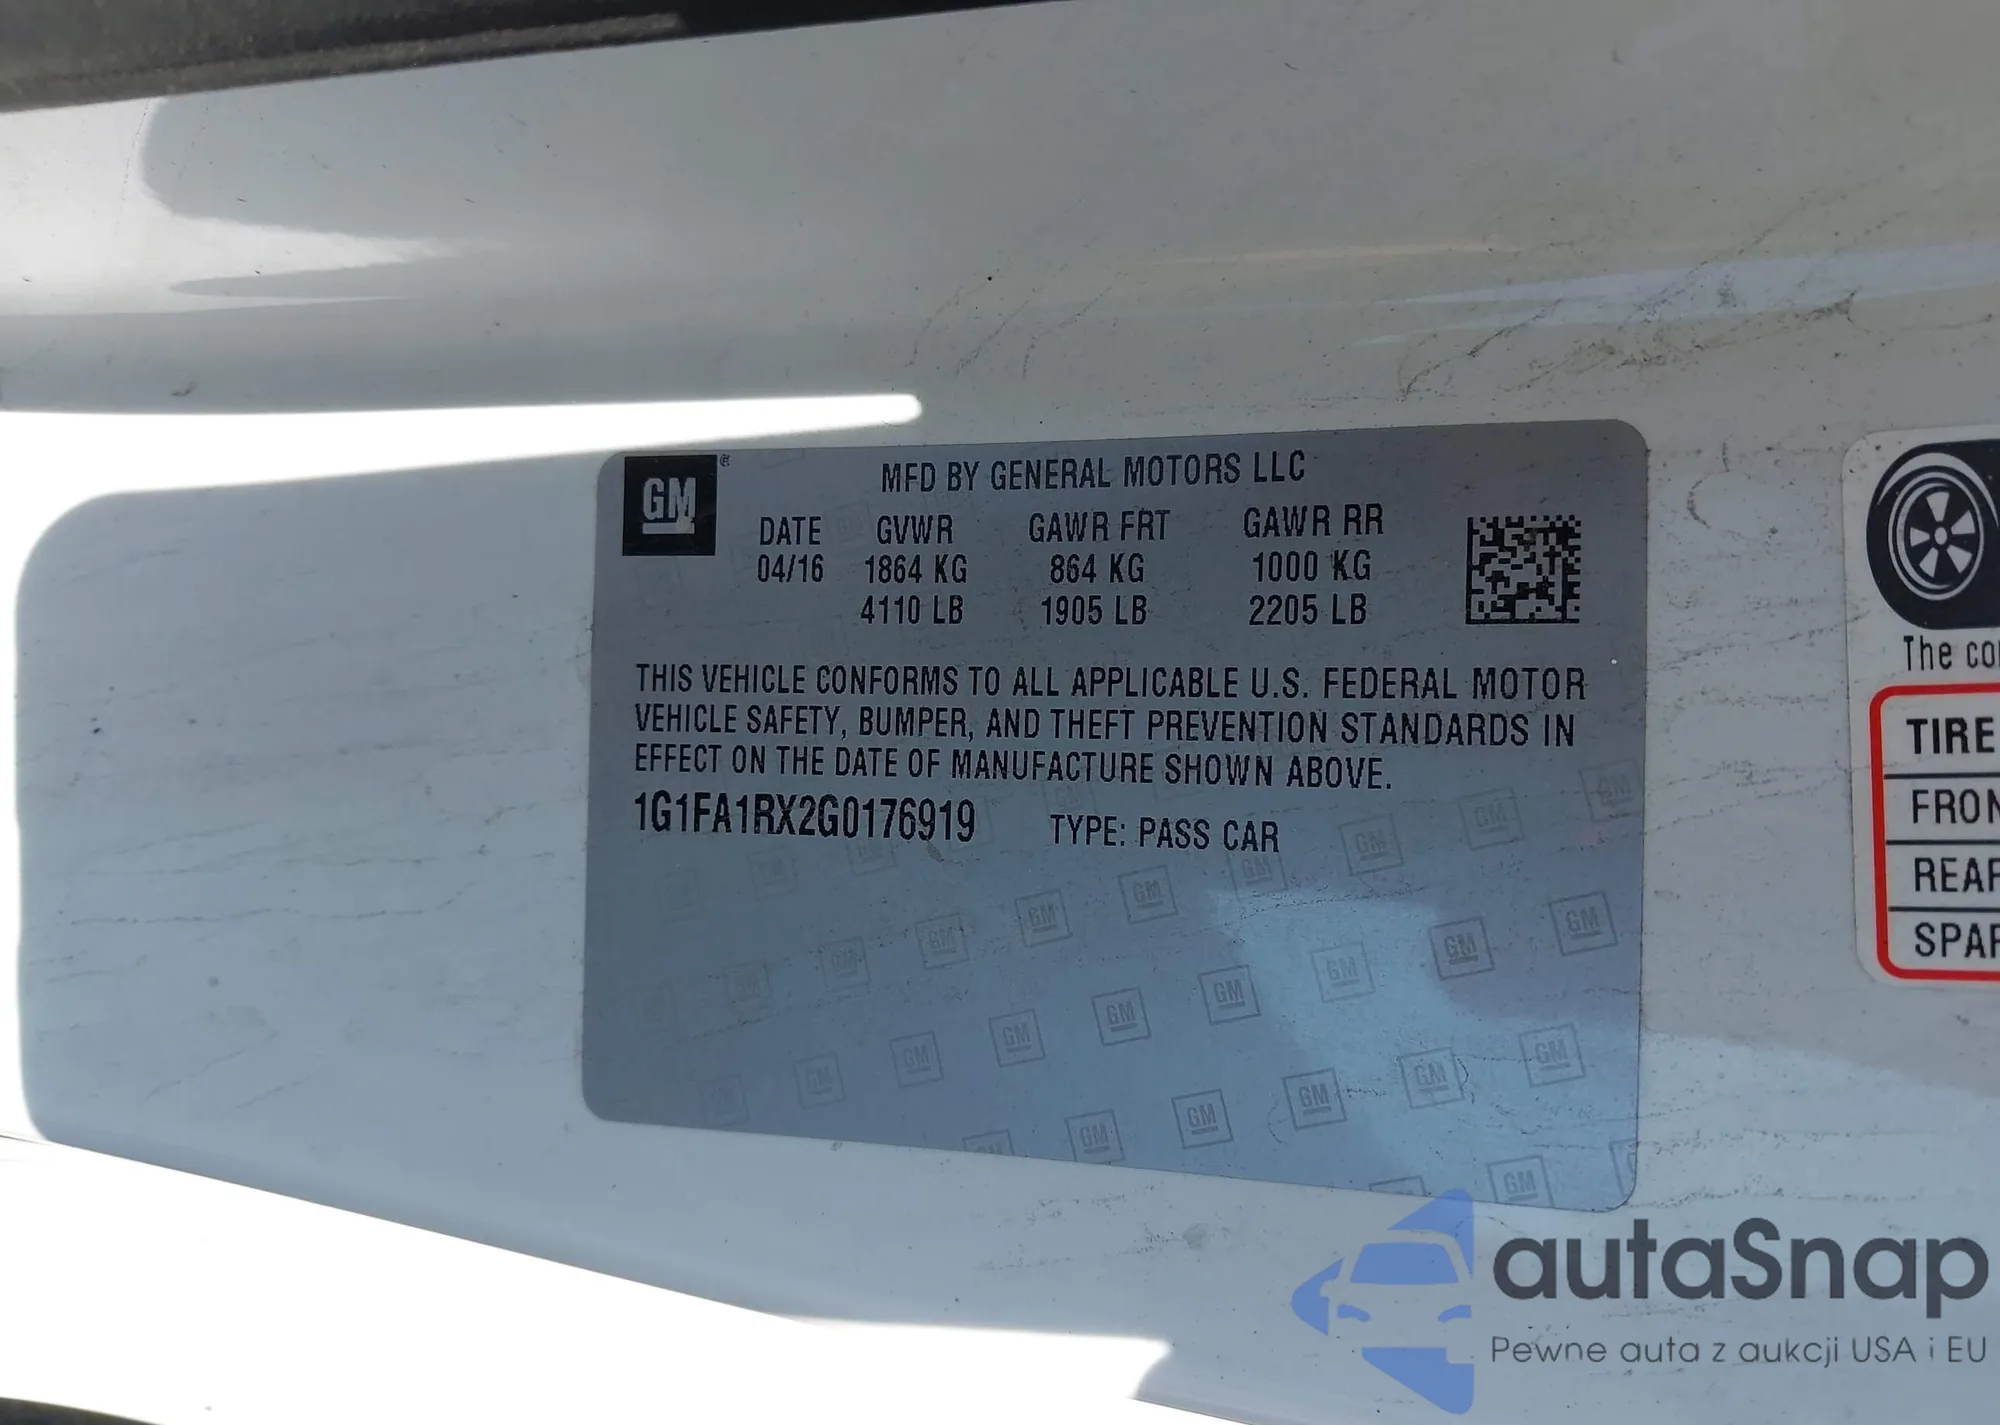 GM
MFD BY GENERAL MOTORS LLC
DATE GVWR GAWR FRT GAWR RR
04/16 1864 KG 864 KG 1000 KG
4110 LB 1905 LB 2205 LB
THIS VEHICLE CONFORMS TO ALL APPLICABLE U.S. FEDERAL MOTOR
VEHICLE SAFETY, BUMPER, AND THEFT PREVENTION STANDARDS IN
EFFECT ON THE DATE OF MANUFACTURE SHOWN ABOVE.
1G1FA1RX2G0176919 TYPE: PASS CAR
The
TIRE
autaSnap
Pewne auta z aukcji USA i EU